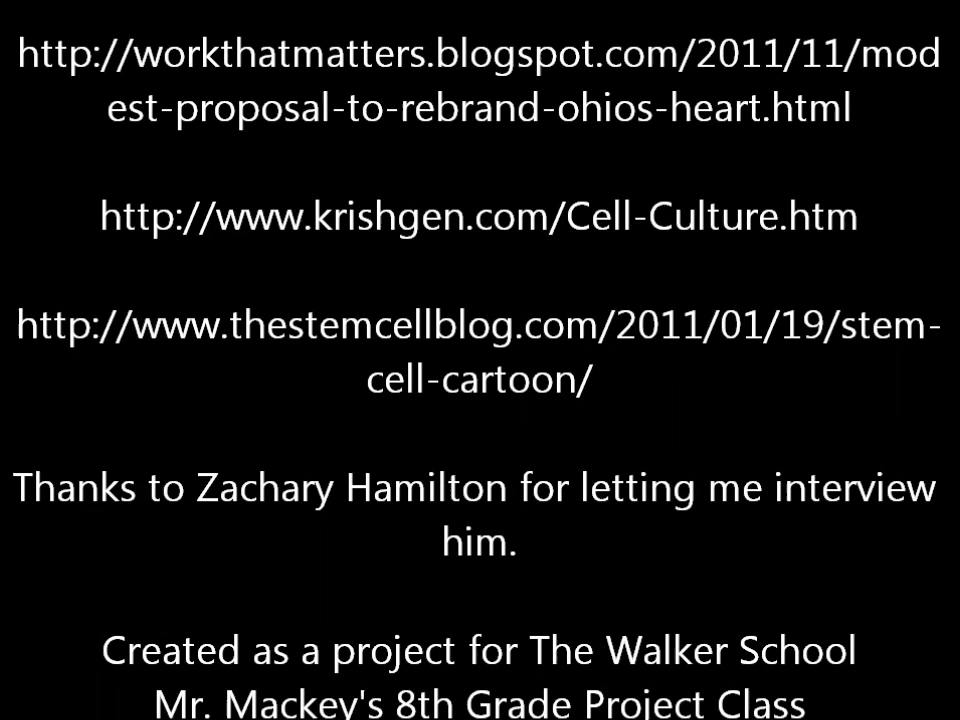 http://workthatmatters.blogspot.com/2011/11/mod
est-proposal-to-rebrand-ohios-heart.html
http://www.krishgen.com/Cell-Culture.htm
http://www.thestemcellblog.com/2011/01/19/stem-
cell-cartoon/
Thanks to Zachary Hamilton for letting me interview
him.
Created as a project for The Walker School
Mr. Mackey's 8th Grade Project Class